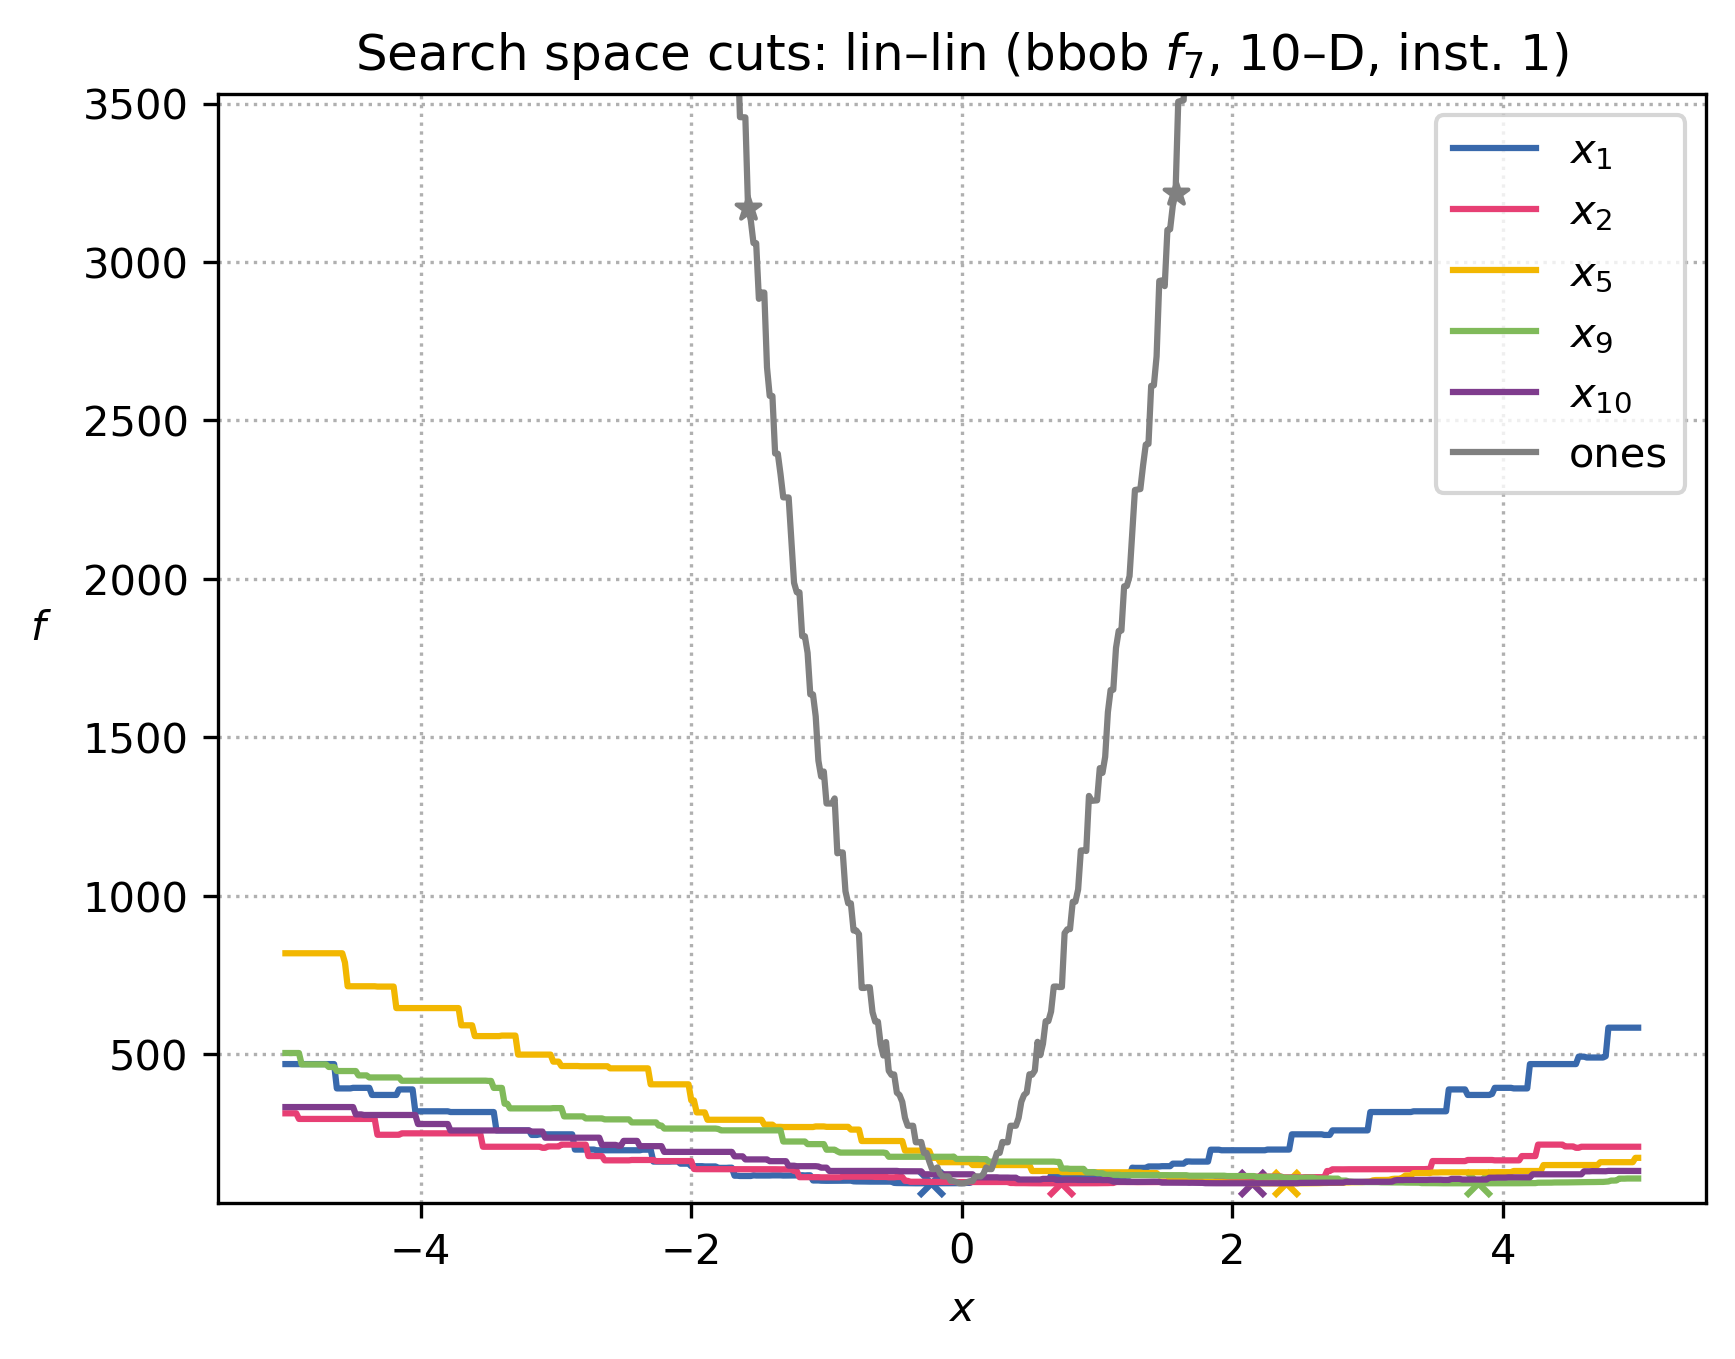 Search space cuts: lin–lin (bbob f₇, 10–D, inst. 1)
3500
3000
2500
2000
1500
1000
500
f
x₁
x₂
x₅
x₉
x₁₀
ones
−4 −2 0 2 4
x